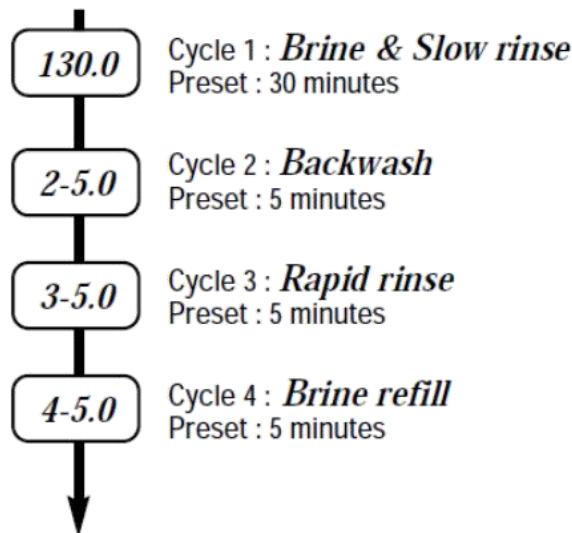 130.0
Cycle 1 : Brine & Slow rinse
Preset : 30 minutes
2-5.0
Cycle 2 : Backwash
Preset : 5 minutes
3-5.0
Cycle 3 : Rapid rinse
Preset : 5 minutes
4-5.0
Cycle 4 : Brine refill
Preset : 5 minutes